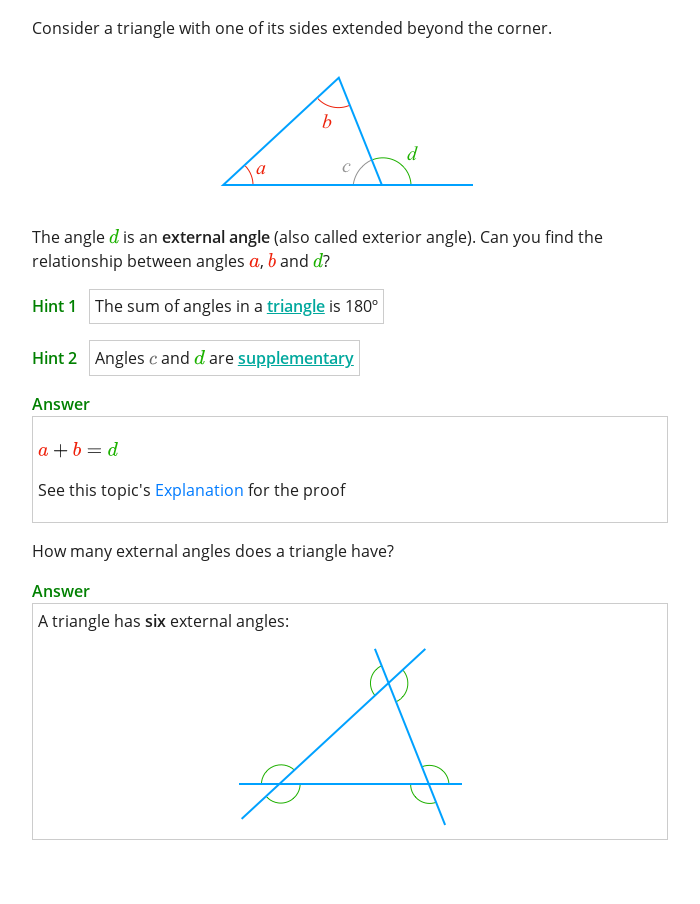 Consider a triangle with one of its sides extended beyond the corner.
b
d
c
a
The angle d is an external angle (also called exterior angle). Can you find the
relationship between angles a, b and d?
Hint 1 The sum of angles in a triangle is 180°
Hint 2 Angles c and d are supplementary
Answer
a + b = d
See this topic's Explanation for the proof
How many external angles does a triangle have?
Answer
A triangle has six external angles: